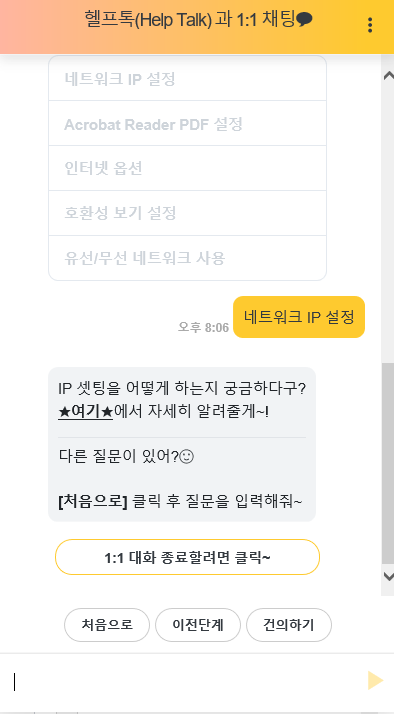 헬프톡(Help Talk) 과 1:1 채팅
네트워크 IP 설정
Acrobat Reader PDF 설정
인터넷 옵션
호환성 보기 설정
유선/무선 네트워크 사용
오후 8:06 네트워크 IP 설정
IP 셋팅을 어떻게 하는지 궁금하다구?
★여기★에서 자세히 알려줄게~!
다른 질문이 있어?
[처음으로] 클릭 후 질문을 입력해줘~
1:1 대화 종료할려면 클릭~
처음으로 이전단계 건의하기